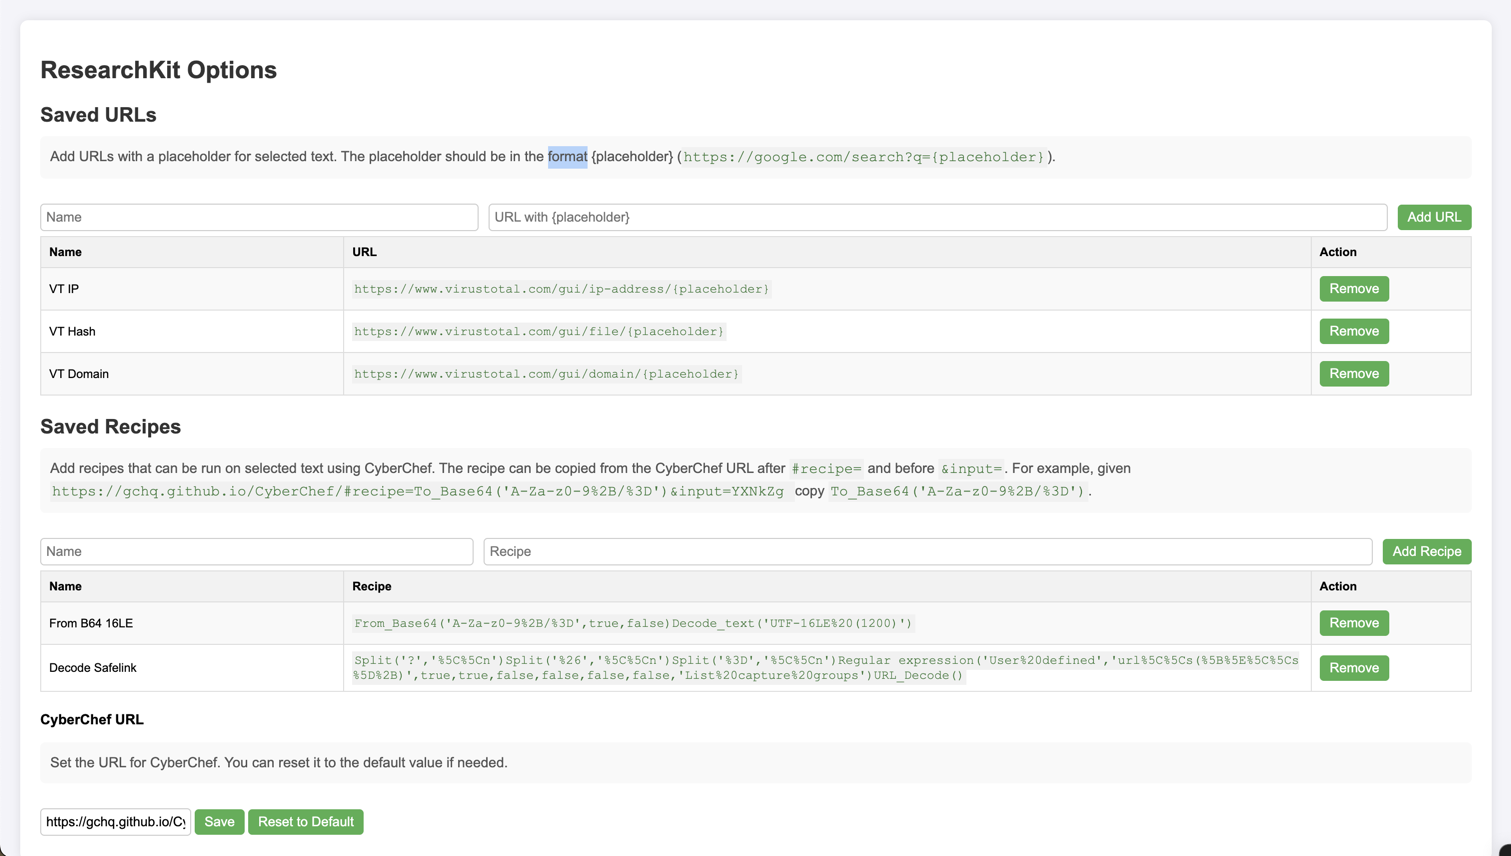 ResearchKit Options
Saved URLs
Add URLs with a placeholder for selected text. The placeholder should be in the format {placeholder} (https://google.com/search?q={placeholder}).
Name
URL with {placeholder}
Add URL
Name URL Action
VT IP https://www.virustotal.com/gui/ip-address/{placeholder} Remove
VT Hash https://www.virustotal.com/gui/file/{placeholder} Remove
VT Domain https://www.virustotal.com/gui/domain/{placeholder} Remove
Saved Recipes
Add recipes that can be run on selected text using CyberChef. The recipe can be copied from the CyberChef URL after #recipe= and before &input=. For example, given
https://gchq.github.io/CyberChef/#recipe=To_Base64('A-Za-z0-9%2B/%3D')&input=YXNkZg copy To_Base64('A-Za-z0-9%2B/%3D').
Name
Recipe
Add Recipe
Name Recipe Action
From B64 16LE From_Base64('A-Za-z0-9%2B/%3D',true,false)Decode_text('UTF-16LE%20(1200)') Remove
Decode Safelink Split('?','%5C%5Cn')Split('%26','%5C%5Cn')Split('%3D','%5C%5Cn')Regular expression('User%20defined','url%5C%5Cs(%5B%5E%5C%5Cs
%5D%2B)',true,true,false,false,false,false,'List%20capture%20groups')URL_Decode() Remove
CyberChef URL
Set the URL for CyberChef. You can reset it to the default value if needed.
https://gchq.github.io/Cy Save Reset to Default